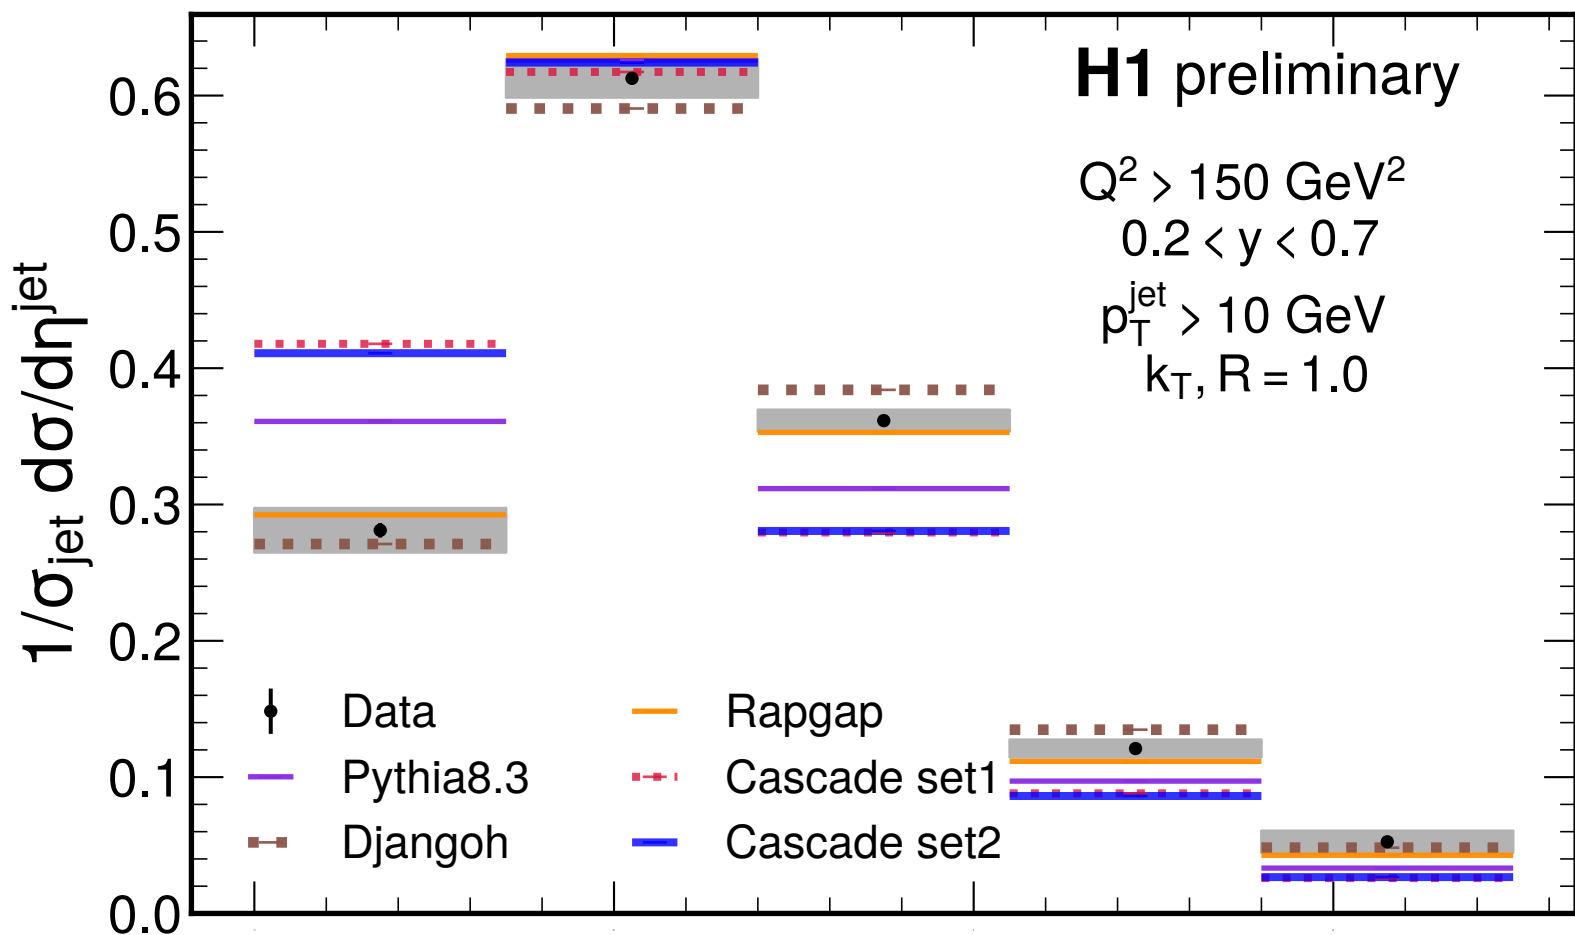 H1 preliminary
Q² > 150 GeV²
0.2 < y < 0.7
p_T^jet > 10 GeV
k_T, R = 1.0
1/σ_jet dσ/dη^jet
0.6
0.5
0.4
0.3
0.2
0.1
0.0
Data
Pythia8.3
Djangoh
Rapgap
Cascade set1
Cascade set2